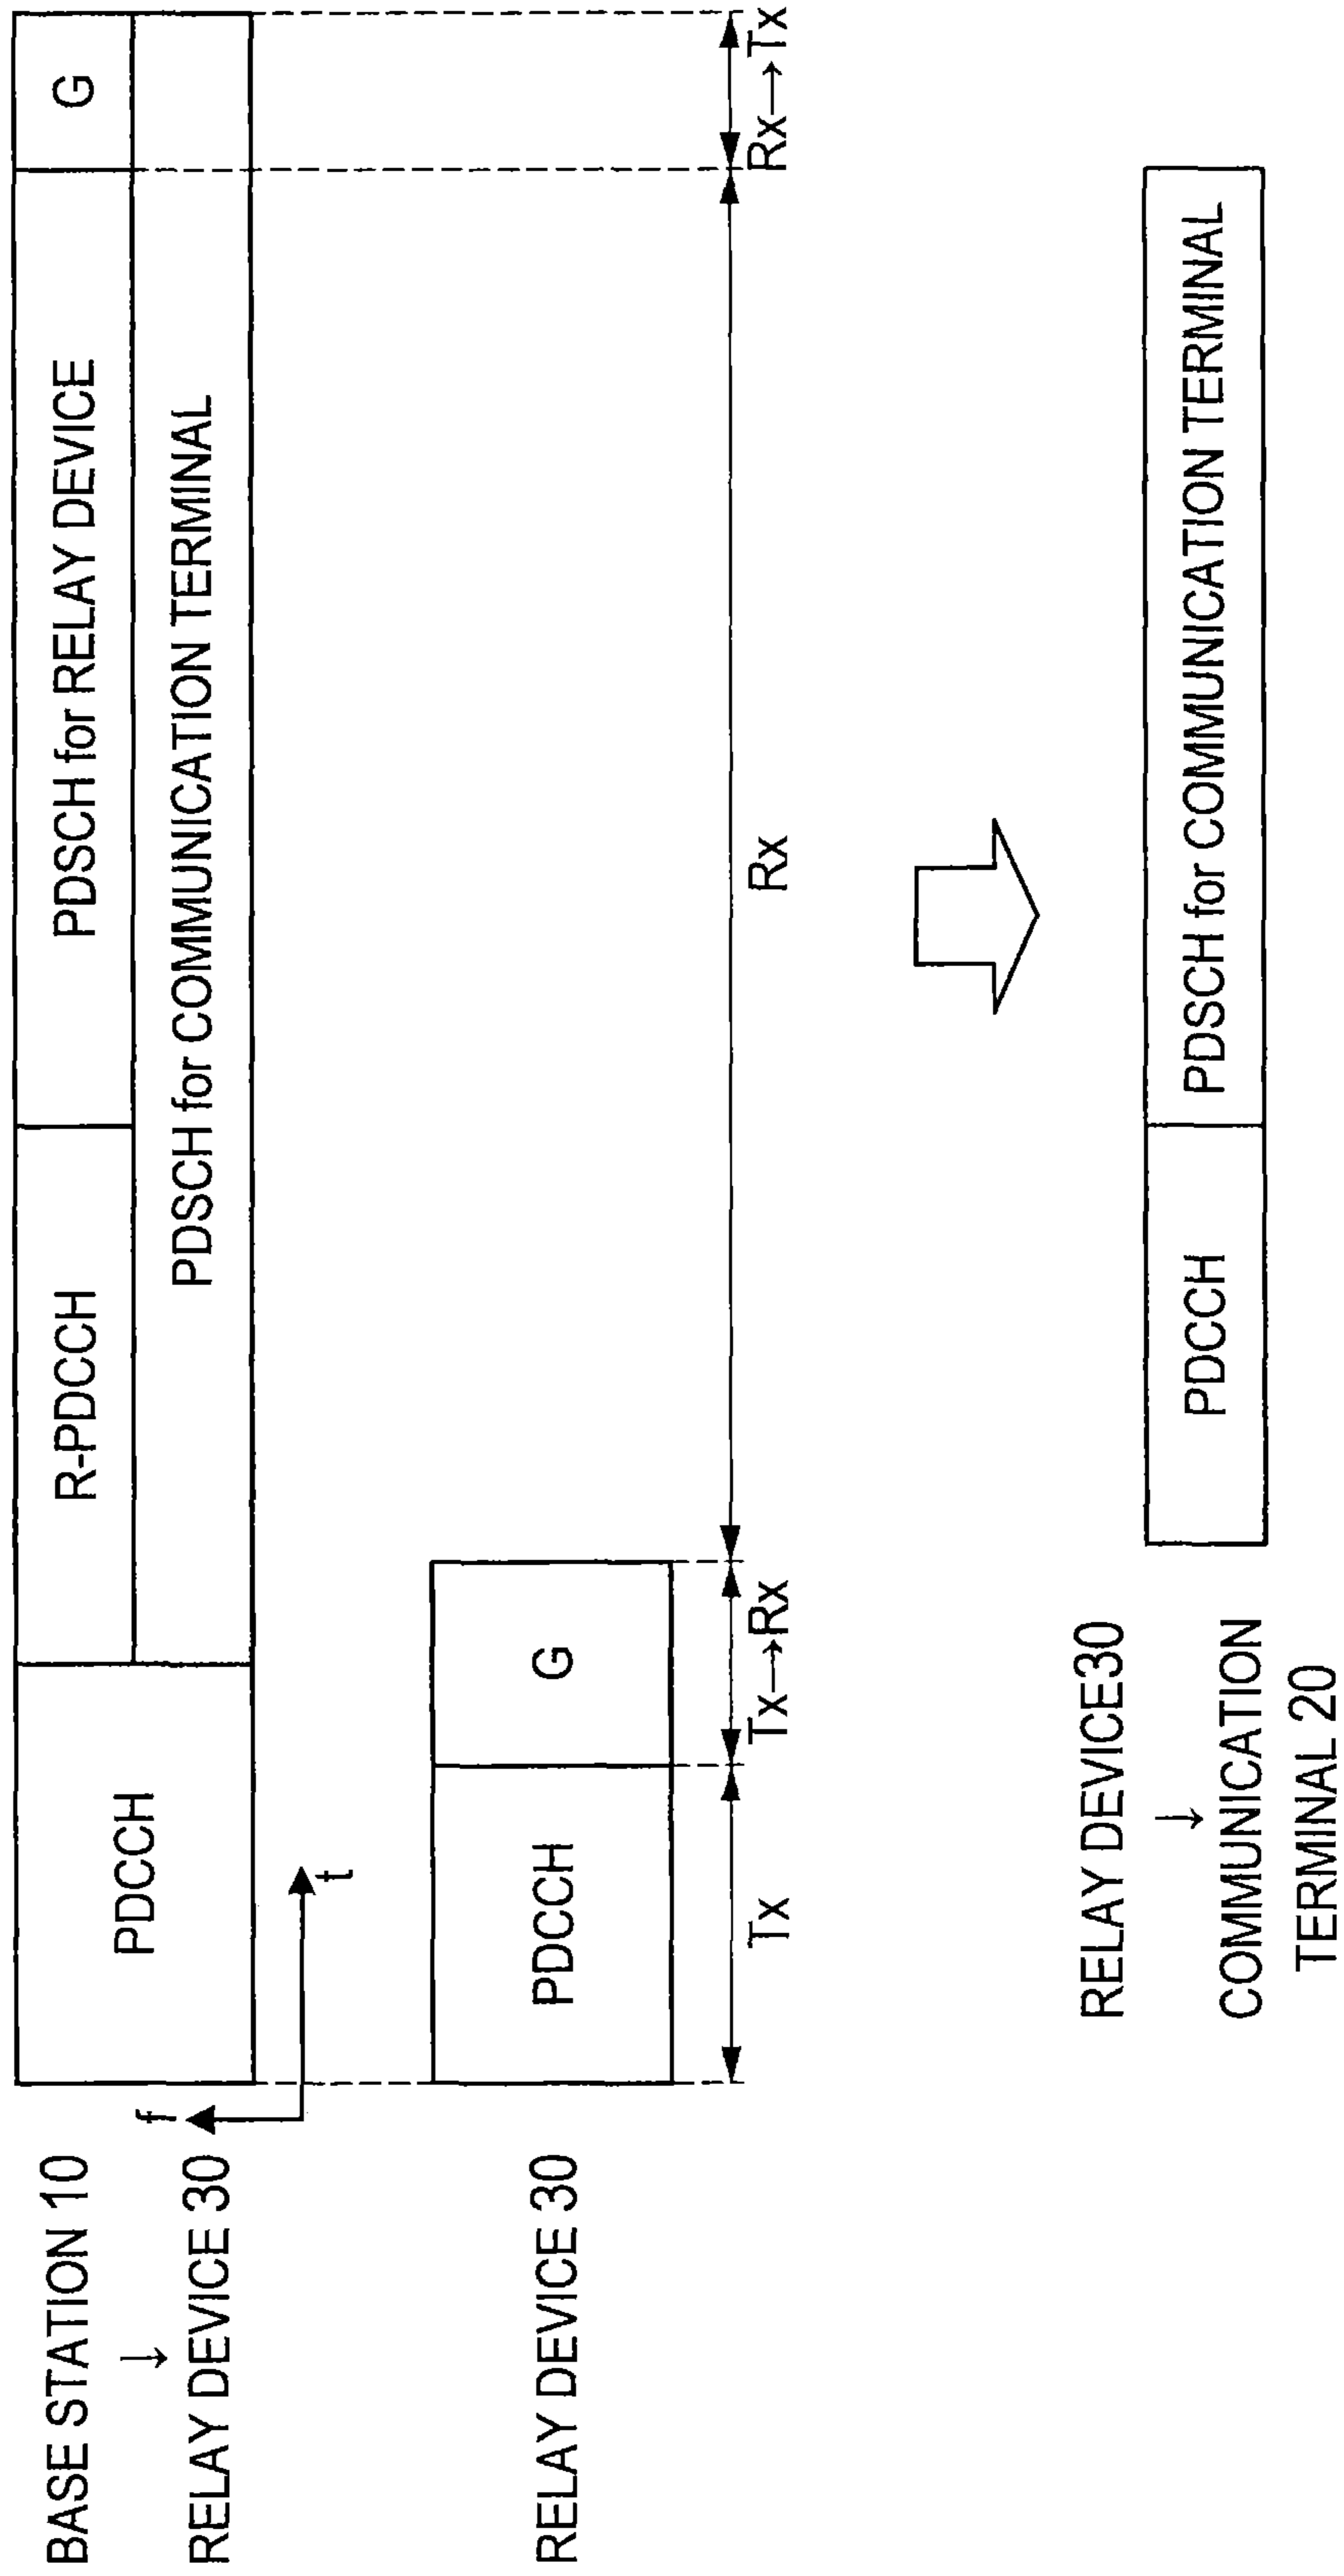 BASE STATION 10
↓
RELAY DEVICE 30
PDCCH
R-PDCCH
PDSCH for RELAY DEVICE
G
PDSCH for COMMUNICATION TERMINAL
f
t
RELAY DEVICE 30
PDCCH
G
Tx
Tx→Rx
Rx
Rx→Tx
RELAY DEVICE30
↓
COMMUNICATION
TERMINAL 20
PDCCH
PDSCH for COMMUNICATION TERMINAL